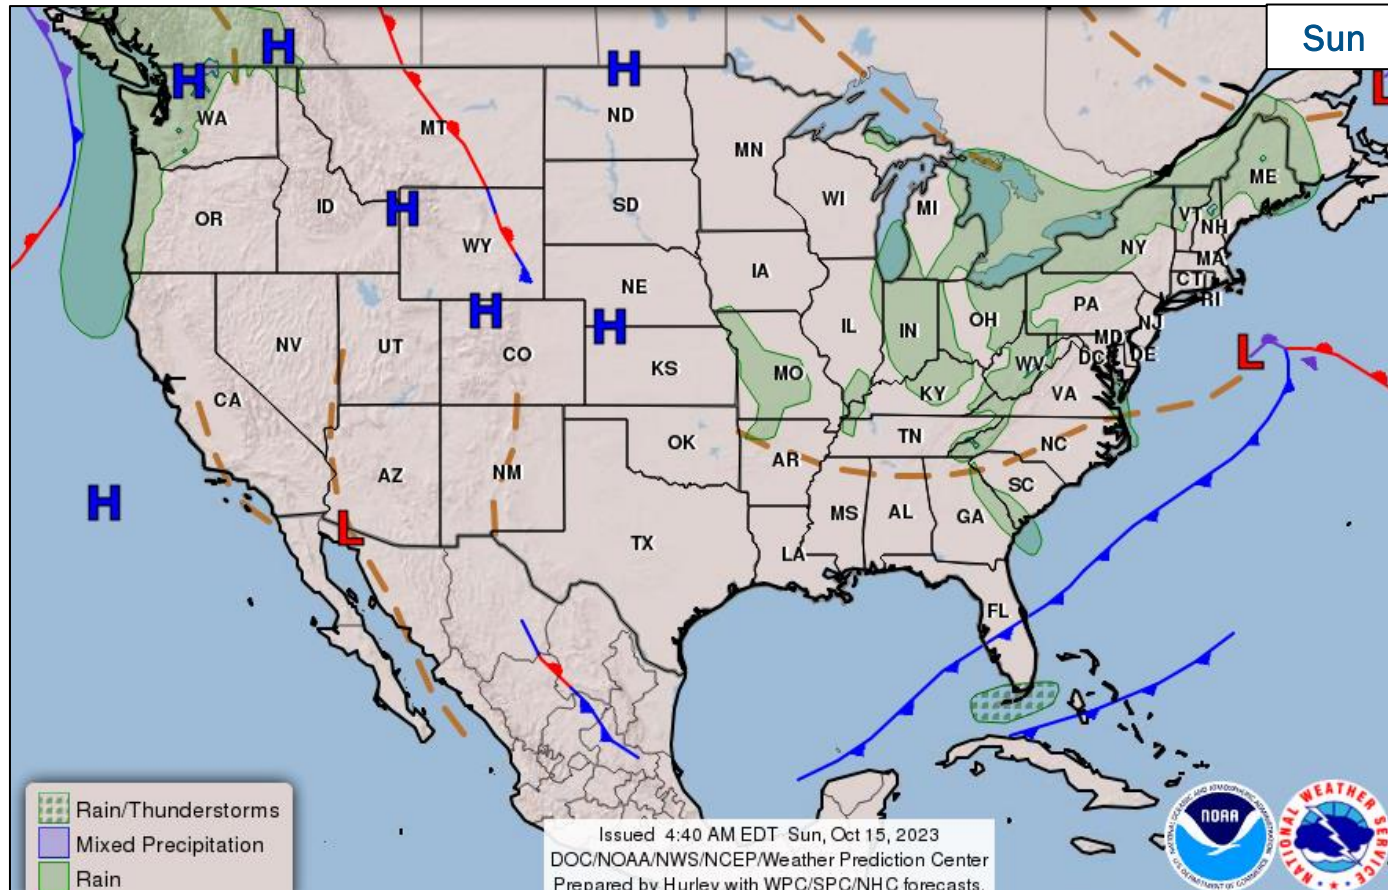 Sun
H
H
H
L
WA
MT
ND
MN
ME
OR
ID
H
WY
SD
WI
MI
VT
NH
NY
MA
CT
RI
IA
NE
H
H
PA
NJ
NV
UT
CO
IL
IN
OH
MD
DC
DE
L
KS
MO
WV
KY
VA
CA
OK
TN
NC
AR
AZ
NM
SC
H
L
TX
MS
AL
GA
LA
FL
Rain/Thunderstorms
Mixed Precipitation
Rain
Issued 4:40 AM EDT Sun, Oct 15, 2023
DOC/NOAA/NWS/NCEP/Weather Prediction Center
Prepared by Hurley with WPC/SPC/NHC forecasts.
NOAA
NATIONAL WEATHER SERVICE